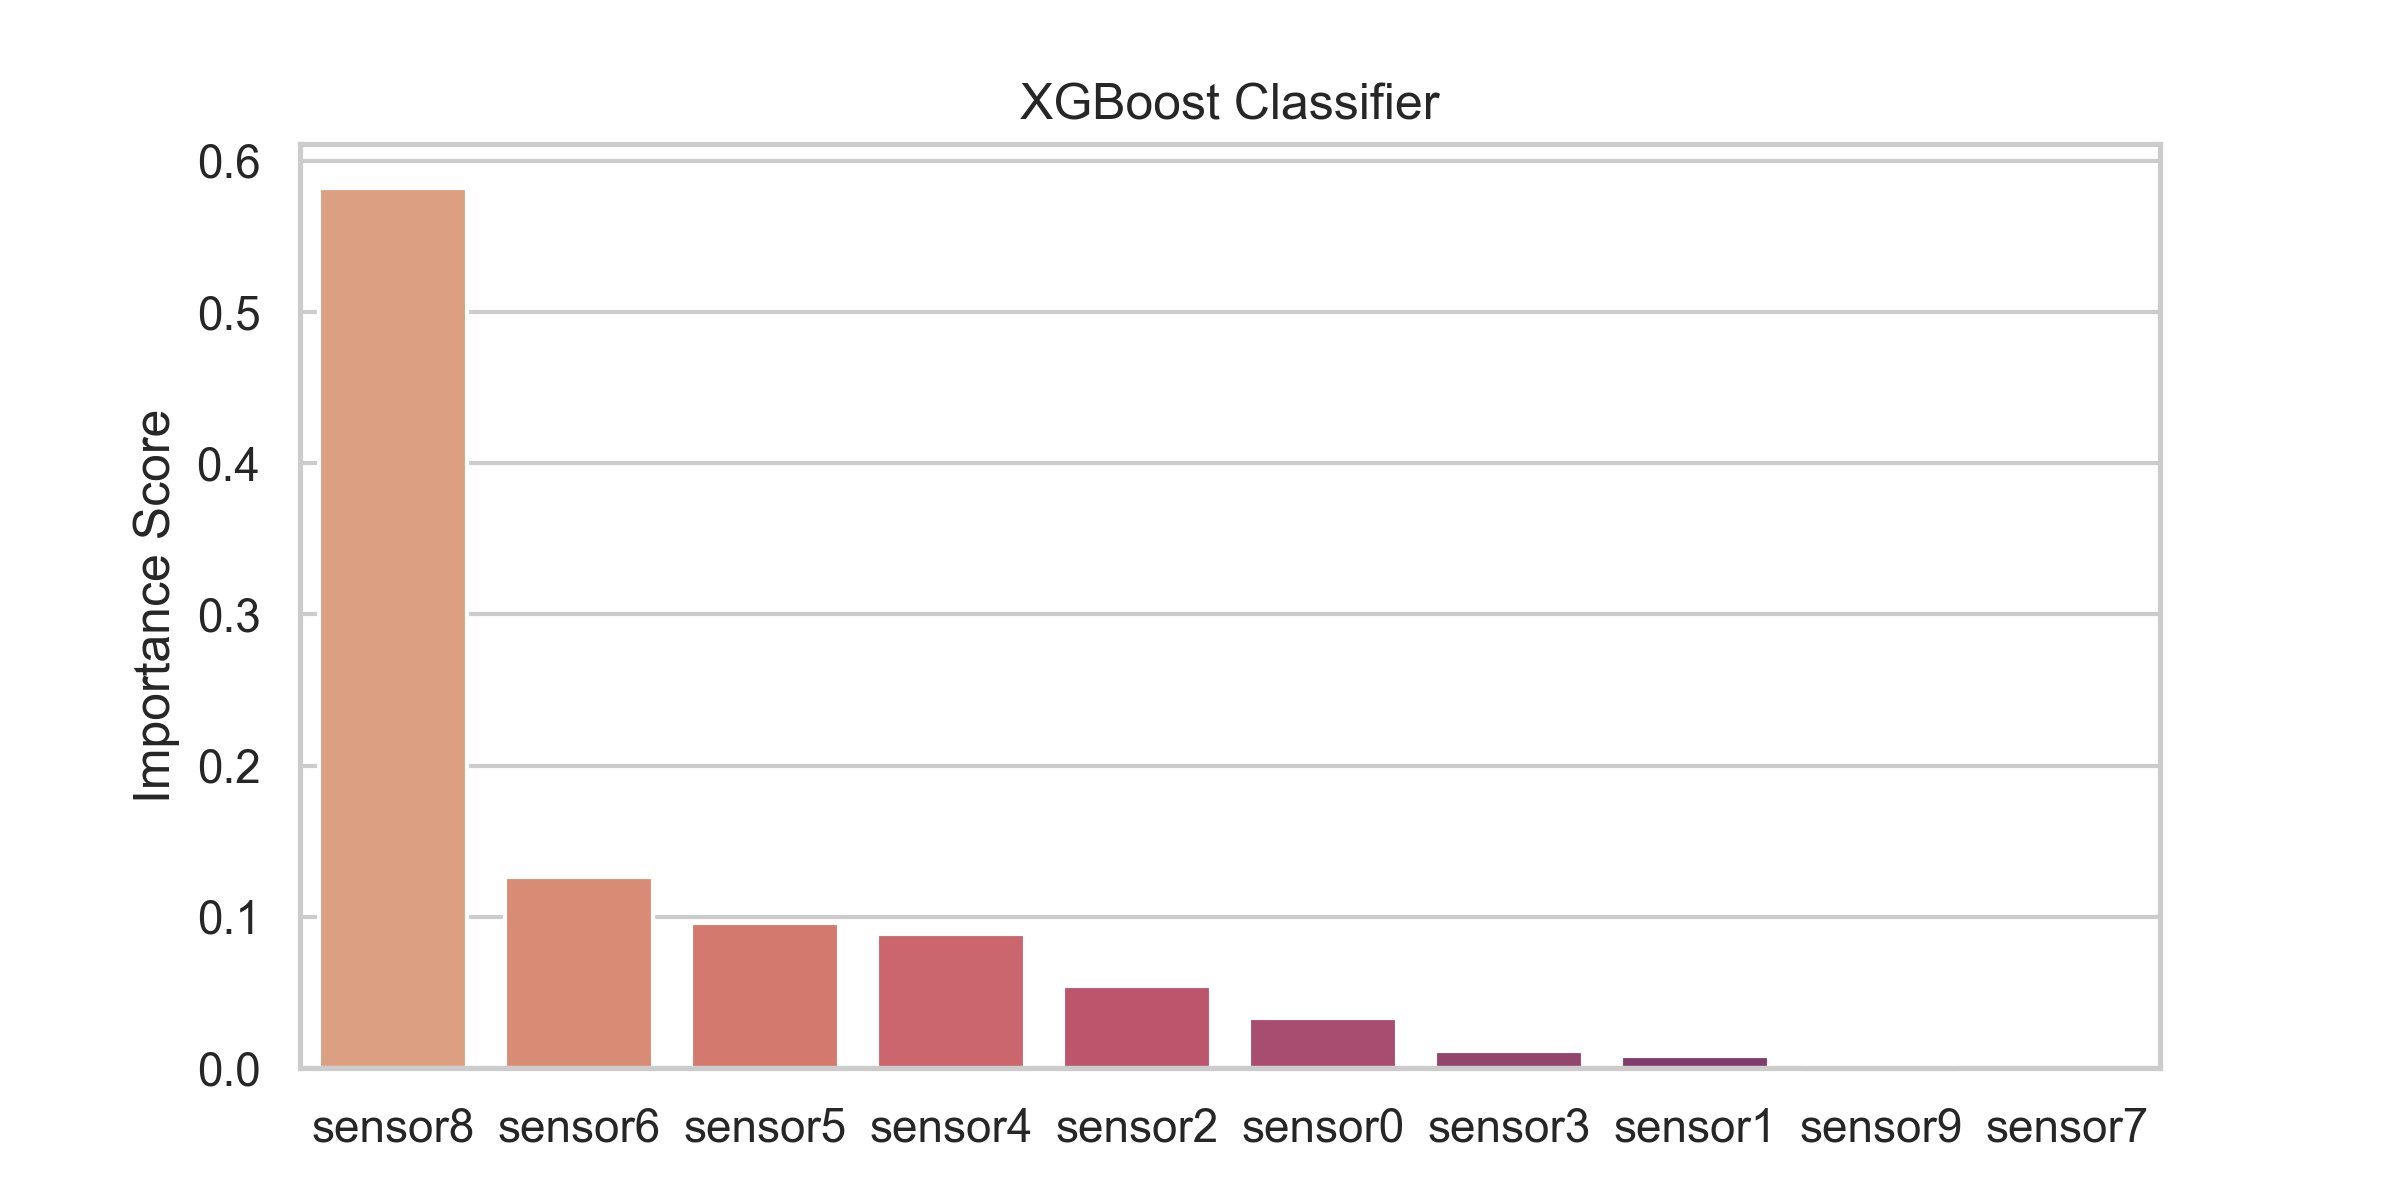 XGBoost Classifier
Importance Score
0.6
0.5
0.4
0.3
0.2
0.1
0.0
sensor8 sensor6 sensor5 sensor4 sensor2 sensor0 sensor3 sensor1 sensor9 sensor7